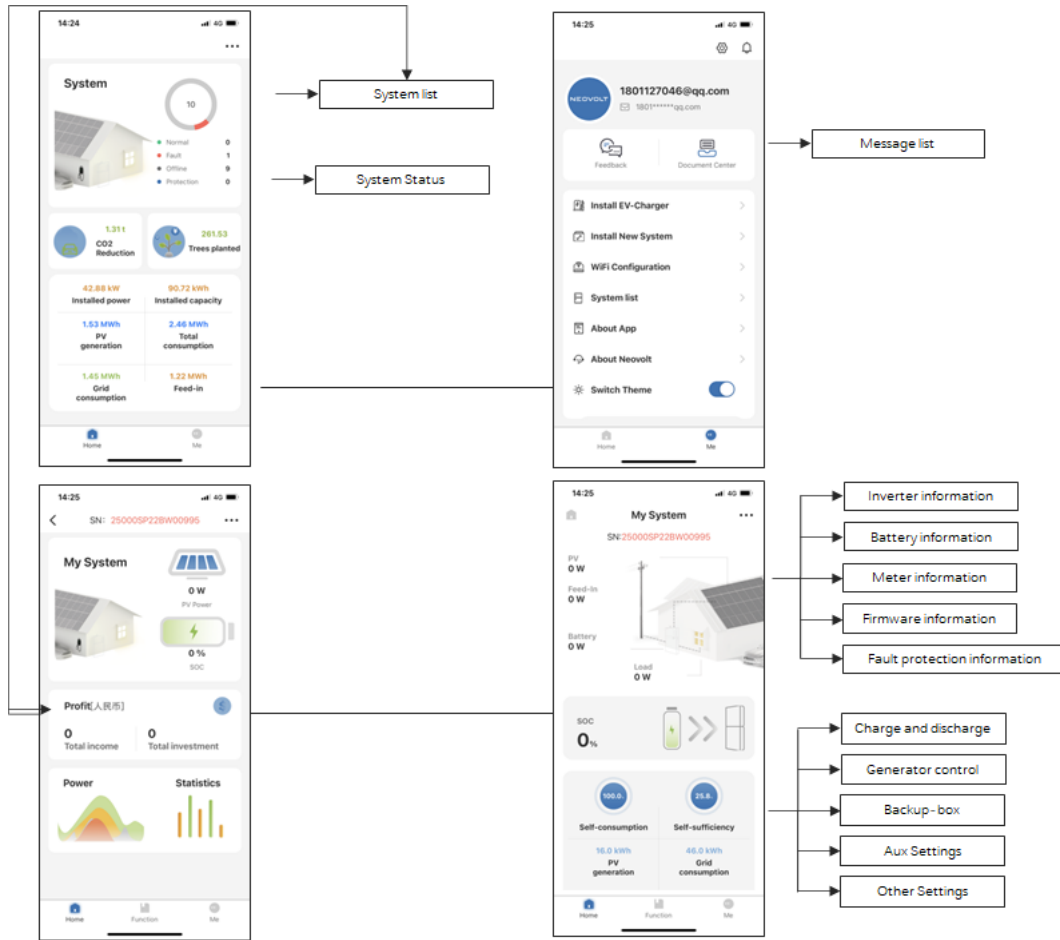 14:24
4G
System
10
Normal 0
Fault 1
Offline 9
Protection 0
1.31 t
CO2
Reduction
261.53
Trees planted
42.88 kW
Installed power
90.72 kWh
Installed capacity
1.53 MWh
PV
generation
2.46 MWh
Total
consumption
1.45 MWh
Grid
consumption
1.22 MWh
Feed-in
Home
Me
System list
System Status
14:25
4G
NEOVOLT
1801127046@qq.com
1801******qq.com
Feedback
Document Center
Install EV-Charger
Install New System
WiFi Configuration
System list
About App
About Neovolt
Switch Theme
Home
Me
Message list
14:25
4G
SN: 25000SP22BW00995
My System
0 W
PV Power
0 %
SOC
Profit[人民币]
0
Total income
0
Total investment
Power
Statistics
Home
Function
Me
14:25
4G
My System
SN:25000SP22BW00995
PV
0 W
Feed-In
0 W
Battery
0 W
Load
0 W
SOC
0%
100.0
Self-consumption
25.8
Self-sufficiency
16.0 kWh
PV
generation
46.0 kWh
Grid
consumption
Home
Function
Me
Inverter information
Battery information
Meter information
Firmware information
Fault protection information
Charge and discharge
Generator control
Backup-box
Aux Settings
Other Settings